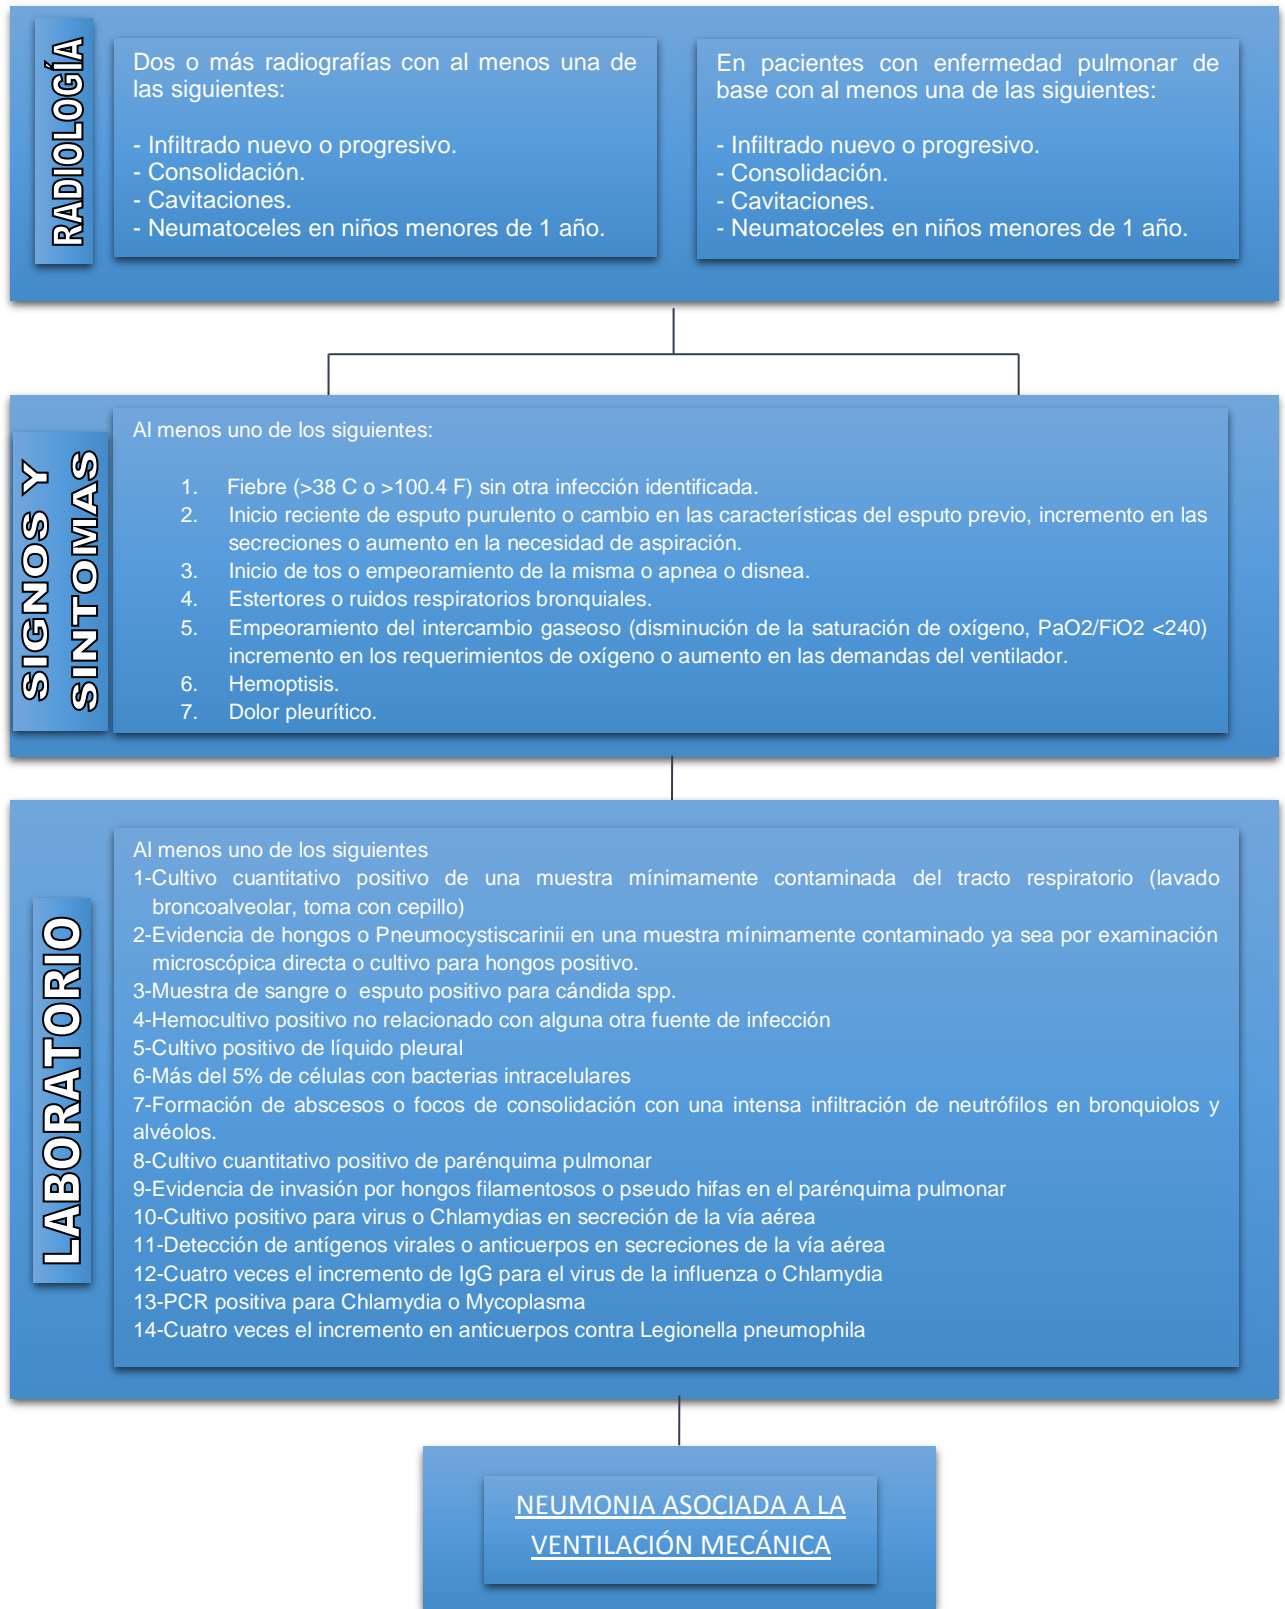 RADIOLOGÍA
Dos o más radiografías con al menos una de
las siguientes:
- Infiltrado nuevo o progresivo.
- Consolidación.
- Cavitaciones.
- Neumatoceles en niños menores de 1 año.
En pacientes con enfermedad pulmonar de
base con al menos una de las siguientes:
- Infiltrado nuevo o progresivo.
- Consolidación.
- Cavitaciones.
- Neumatoceles en niños menores de 1 año.
SIGNOS Y
SINTOMAS
Al menos uno de los siguientes:
1. Fiebre (>38 C o >100.4 F) sin otra infección identificada.
2. Inicio reciente de esputo purulento o cambio en las características del esputo previo, incremento en las
secreciones o aumento en la necesidad de aspiración.
3. Inicio de tos o empeoramiento de la misma o apnea o disnea.
4. Estertores o ruidos respiratorios bronquiales.
5. Empeoramiento del intercambio gaseoso (disminución de la saturación de oxígeno, PaO2/FiO2 <240)
incremento en los requerimientos de oxígeno o aumento en las demandas del ventilador.
6. Hemoptisis.
7. Dolor pleurítico.
LABORATORIO
Al menos uno de los siguientes
1-Cultivo cuantitativo positivo de una muestra mínimamente contaminada del tracto respiratorio (lavado
broncoalveolar, toma con cepillo)
2-Evidencia de hongos o Pneumocystiscarinii en una muestra mínimamente contaminado ya sea por examinación
microscópica directa o cultivo para hongos positivo.
3-Muestra de sangre o esputo positivo para cándida spp.
4-Hemocultivo positivo no relacionado con alguna otra fuente de infección
5-Cultivo positivo de líquido pleural
6-Más del 5% de células con bacterias intracelulares
7-Formación de abscesos o focos de consolidación con una intensa infiltración de neutrófilos en bronquiolos y
alvéolos.
8-Cultivo cuantitativo positivo de parénquima pulmonar
9-Evidencia de invasión por hongos filamentosos o pseudo hifas en el parénquima pulmonar
10-Cultivo positivo para virus o Chlamydias en secreción de la vía aérea
11-Detección de antígenos virales o anticuerpos en secreciones de la vía aérea
12-Cuatro veces el incremento de IgG para el virus de la influenza o Chlamydia
13-PCR positiva para Chlamydia o Mycoplasma
14-Cuatro veces el incremento en anticuerpos contra Legionella pneumophila
NEUMONIA ASOCIADA A LA
VENTILACIÓN MECÁNICA